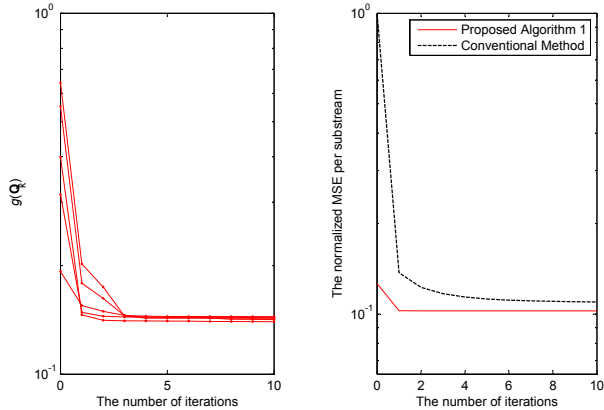 10^0
g(Q_k)
10^-1
0
5
10
The number of iterations
Proposed Algorithm 1
Conventional Method
10^0
The normalized MSE per substream
10^-1
0
2
4
6
8
10
The number of iterations